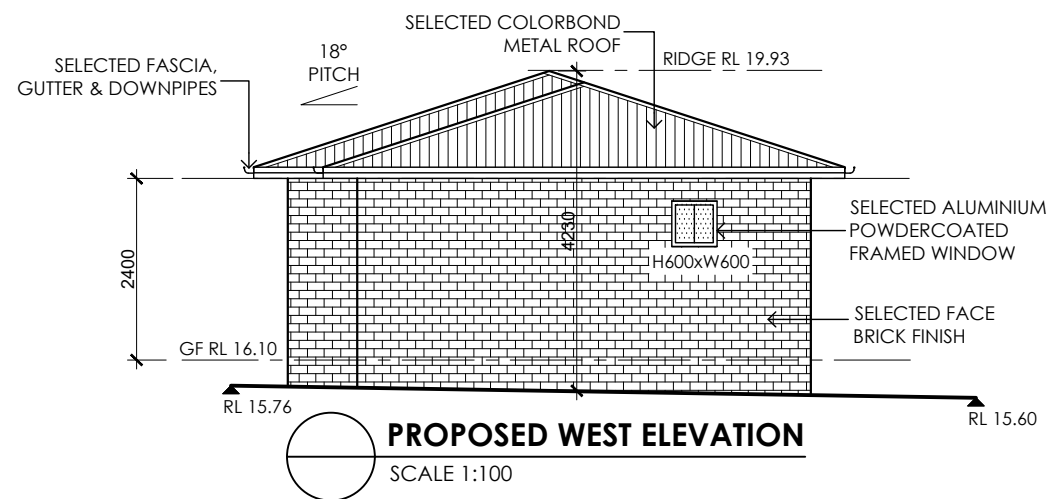 SELECTED COLORBOND
METAL ROOF
18°
PITCH
RIDGE RL 19.93
SELECTED FASCIA,
GUTTER & DOWNPIPES
SELECTED ALUMINIUM
POWDERCOATED
FRAMED WINDOW
4230
H600xW600
2400
SELECTED FACE
BRICK FINISH
GF RL 16.10
RL 15.76
RL 15.60
PROPOSED WEST ELEVATION
SCALE 1:100